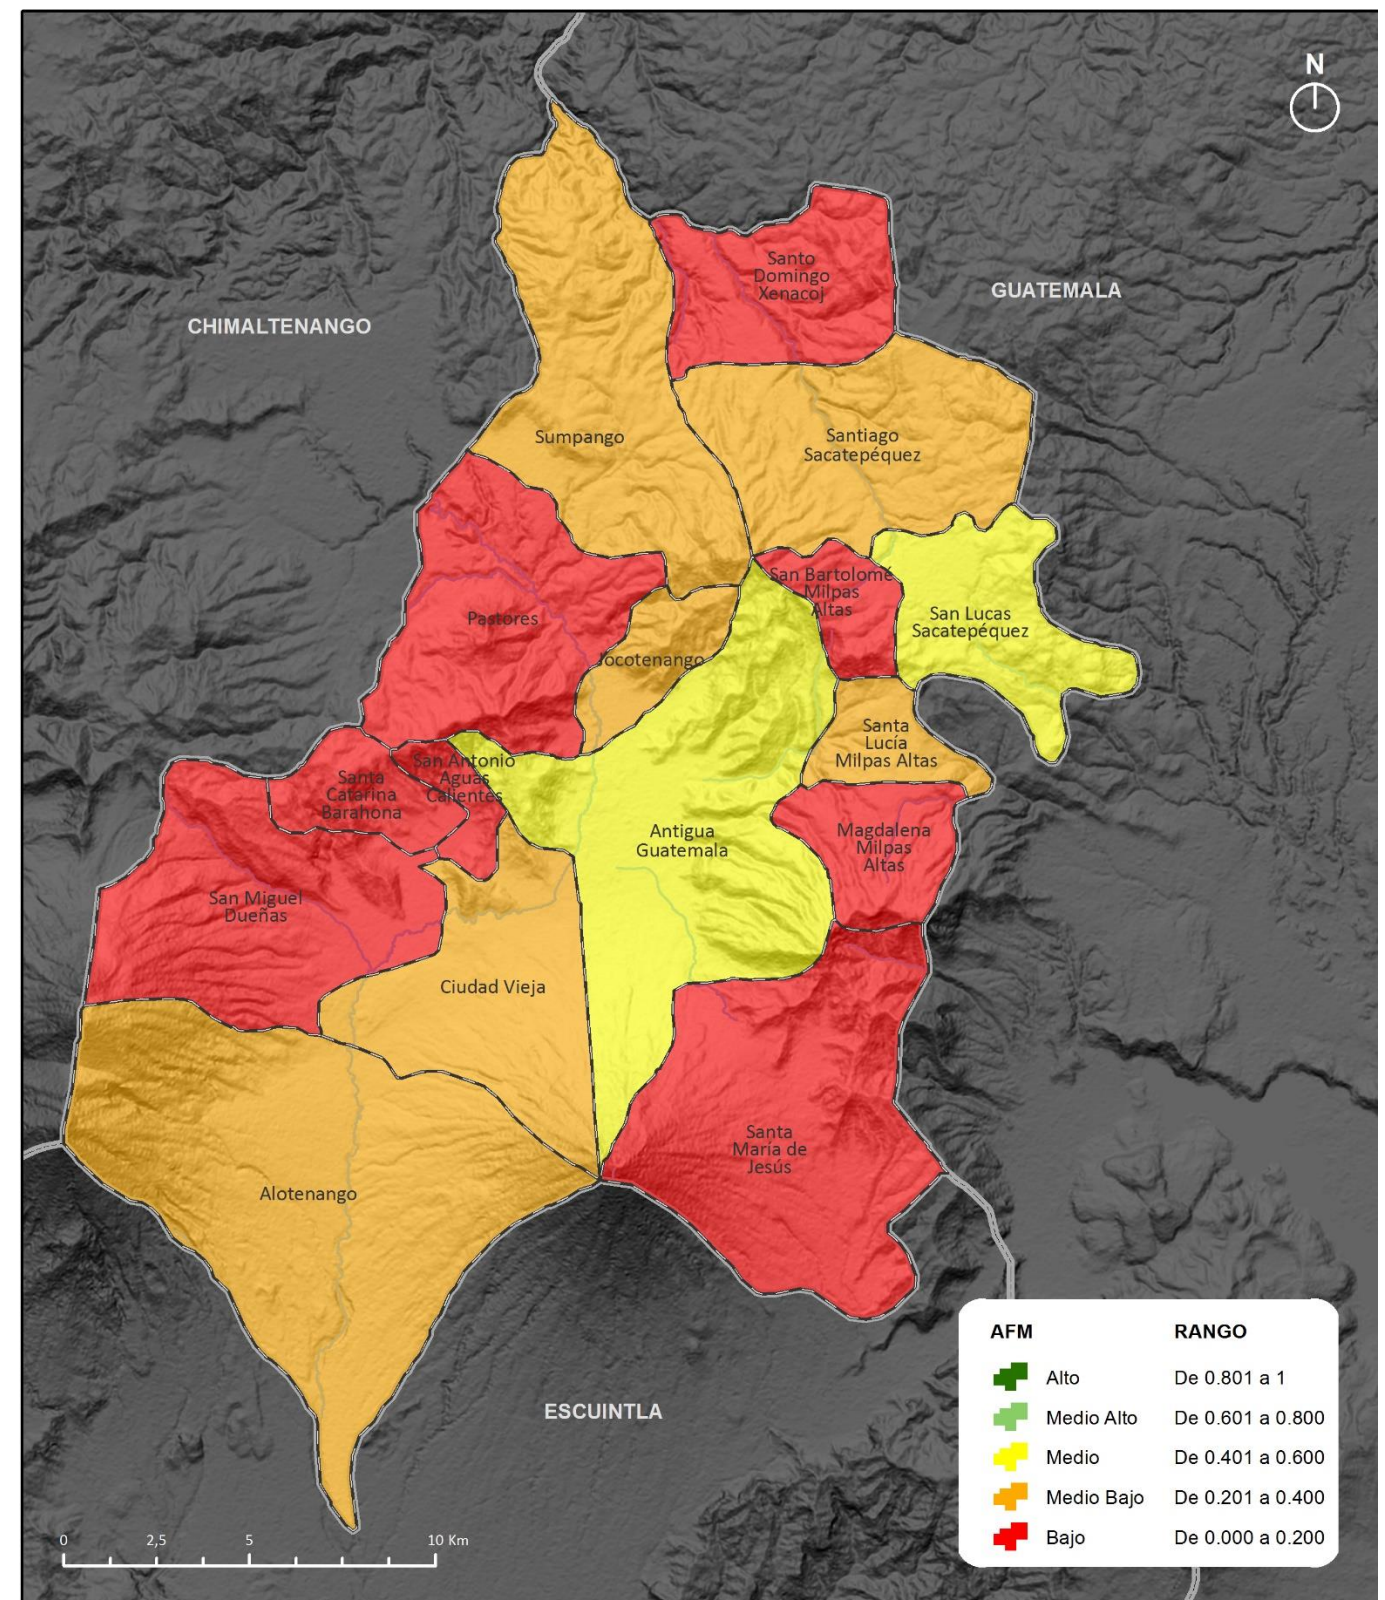 N
Santo
Domingo
Xenacoj
GUATEMALA
CHIMALTENANGO
Sumpango
Santiago
Sacatepéquez
San Bartolomé
Milpas
Altas
San Lucas
Sacatepéquez
Pastores
Jocotenango
Santa
Lucía
Milpas Altas
San Antonio
Aguas
Calientes
Santa
Catarina
Barahona
Antigua
Guatemala
Magdalena
Milpas
Altas
San Miguel
Dueñas
Ciudad Vieja
Santa
María de
Jesús
Alotenango
ESCUINTLA
AFM RANGO
Alto De 0.801 a 1
Medio Alto De 0.601 a 0.800
Medio De 0.401 a 0.600
Medio Bajo De 0.201 a 0.400
Bajo De 0.000 a 0.200
0 2,5 5 10 Km